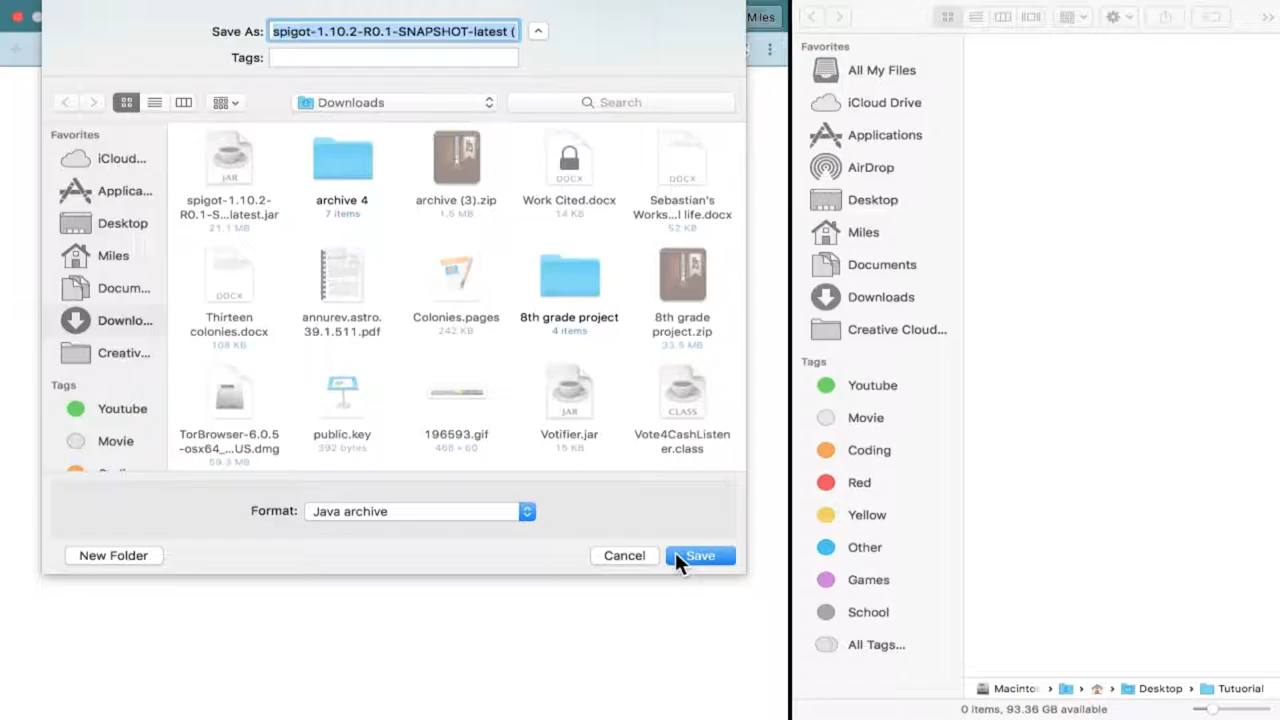 Miles
Save As: spigot-1.10.2-R0.1-SNAPSHOT-latest (
Tags:
Downloads
Search
Favorites
iCloud...
Applica...
Desktop
Miles
Docum...
Downlo...
Creativ...
Tags
Youtube
Movie
JAR
spigot-1.10.2-
R0.1-S...latest.jar
21.1 MB
archive 4
7 items
archive (3).zip
1.5 MB
DOCX
Work Cited.docx
14 KB
DOCX
Sebastian's
Works...l life.docx
52 KB
DOCX
Thirteen
colonies.docx
108 KB
annurev.astro.
39.1.511.pdf
Colonies.pages
242 KB
8th grade project
4 items
8th grade
project.zip
33.5 MB
TorBrowser-6.0.5
-osx64_...US.dmg
59.3 MB
public.key
392 bytes
196593.gif
468 × 60
JAR
Votifier.jar
15 KB
CLASS
Vote4CashListen
er.class
Format: Java archive
New Folder
Cancel
Save
Favorites
All My Files
iCloud Drive
Applications
AirDrop
Desktop
Miles
Documents
Downloads
Creative Cloud...
Tags
Youtube
Movie
Coding
Red
Yellow
Other
Games
School
All Tags...
Macinto › › › Desktop › Tutuorial
0 items, 93.36 GB available